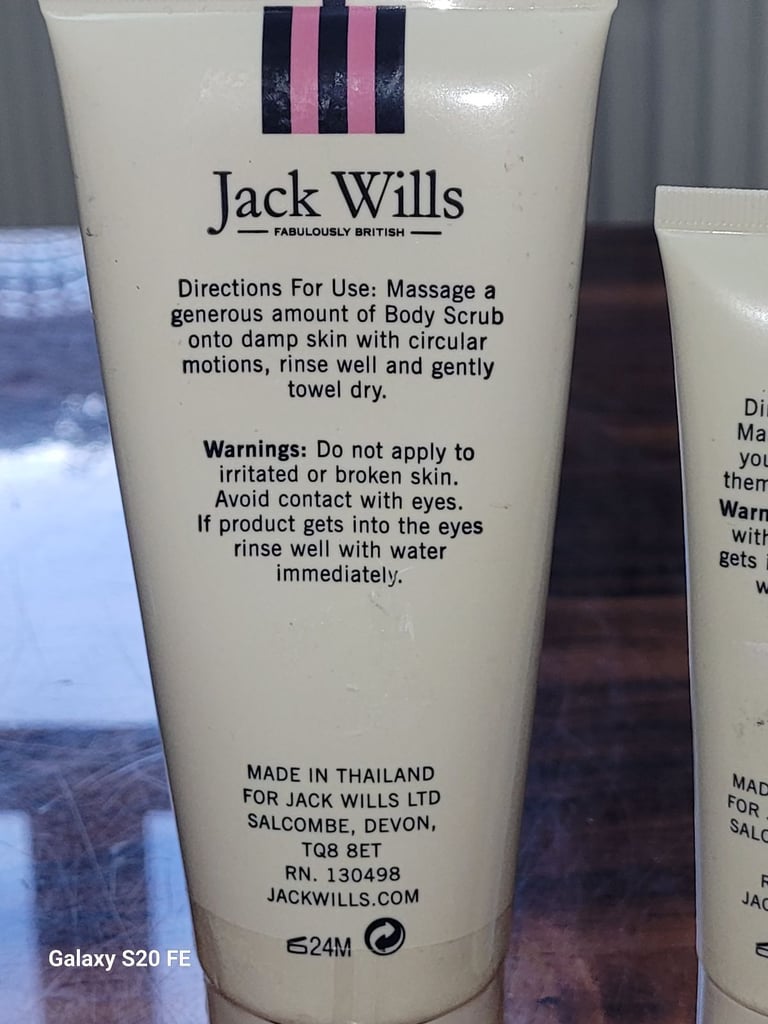 Jack Wills
FABULOUSLY BRITISH
Directions For Use: Massage a
generous amount of Body Scrub
onto damp skin with circular
motions, rinse well and gently
towel dry.
Warnings: Do not apply to
irritated or broken skin.
Avoid contact with eyes.
If product gets into the eyes
rinse well with water
immediately.
MADE IN THAILAND
FOR JACK WILLS LTD
SALCOMBE, DEVON,
TQ8 8ET
RN. 130498
JACKWILLS.COM
24M
Galaxy S20 FE
with
gets